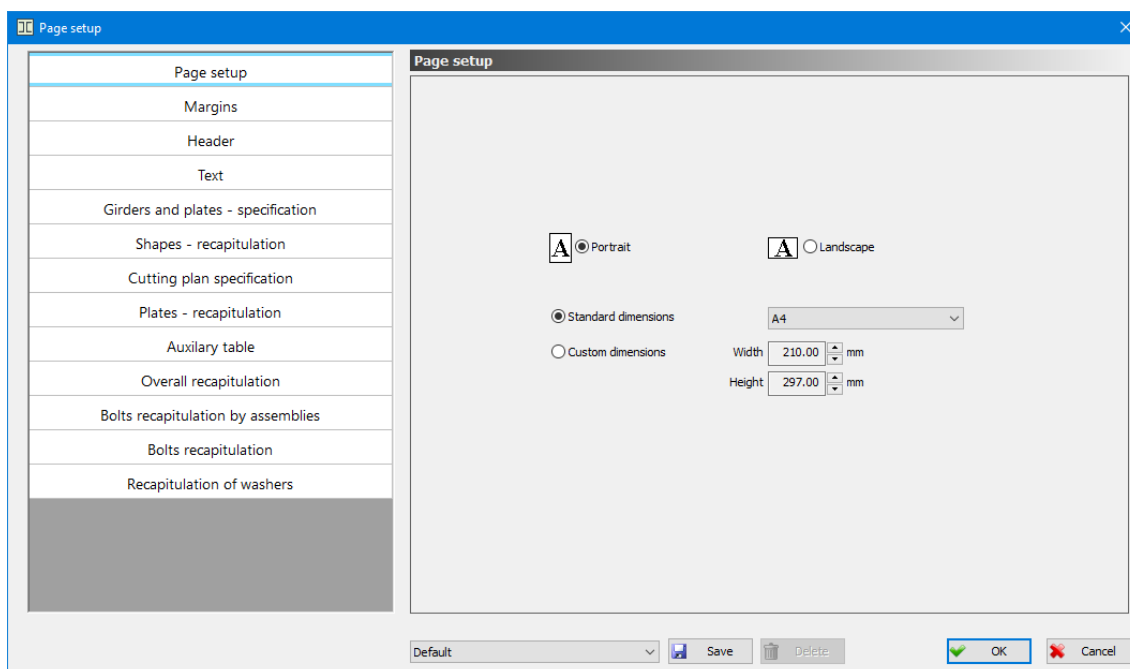 Page setup
Page setup
Margins
Header
Text
Girders and plates - specification
Shapes - recapitulation
Cutting plan specification
Plates - recapitulation
Auxilary table
Overall recapitulation
Bolts recapitulation by assemblies
Bolts recapitulation
Recapitulation of washers
Page setup
A Portrait
A Landscape
Standard dimensions A4
Custom dimensions Width 210.00 mm
Height 297.00 mm
Default Save Delete OK Cancel